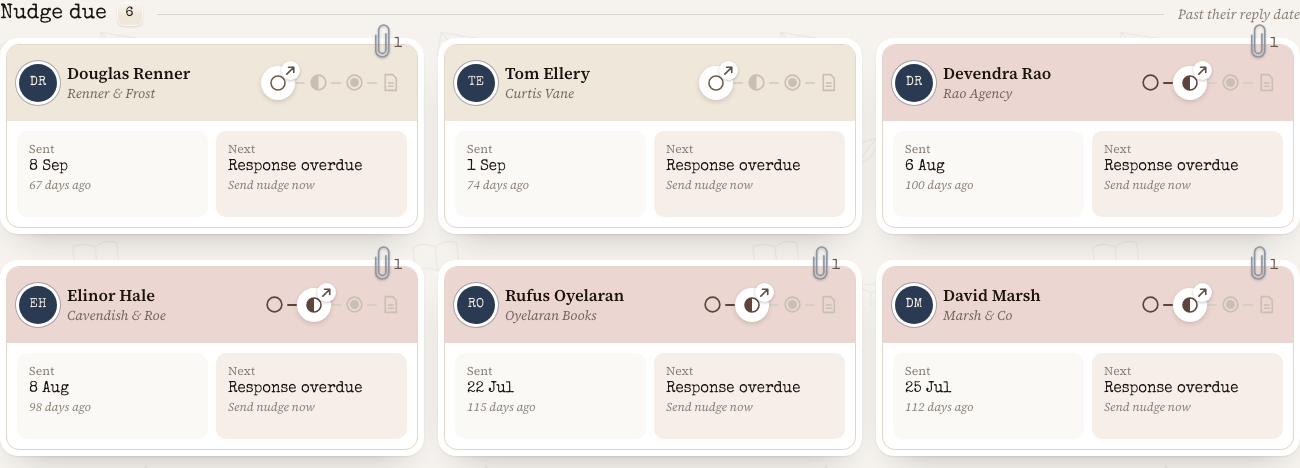 Nudge due 6
Past their reply date
1
DR Douglas Renner
Renner & Frost
Sent
8 Sep
67 days ago
Next
Response overdue
Send nudge now
TE Tom Ellery
Curtis Vane
Sent
1 Sep
74 days ago
Next
Response overdue
Send nudge now
1
DR Devendra Rao
Rao Agency
Sent
6 Aug
100 days ago
Next
Response overdue
Send nudge now
1
EH Elinor Hale
Cavendish & Roe
Sent
8 Aug
98 days ago
Next
Response overdue
Send nudge now
1
RO Rufus Oyelaran
Oyelaran Books
Sent
22 Jul
115 days ago
Next
Response overdue
Send nudge now
1
DM David Marsh
Marsh & Co
Sent
25 Jul
112 days ago
Next
Response overdue
Send nudge now